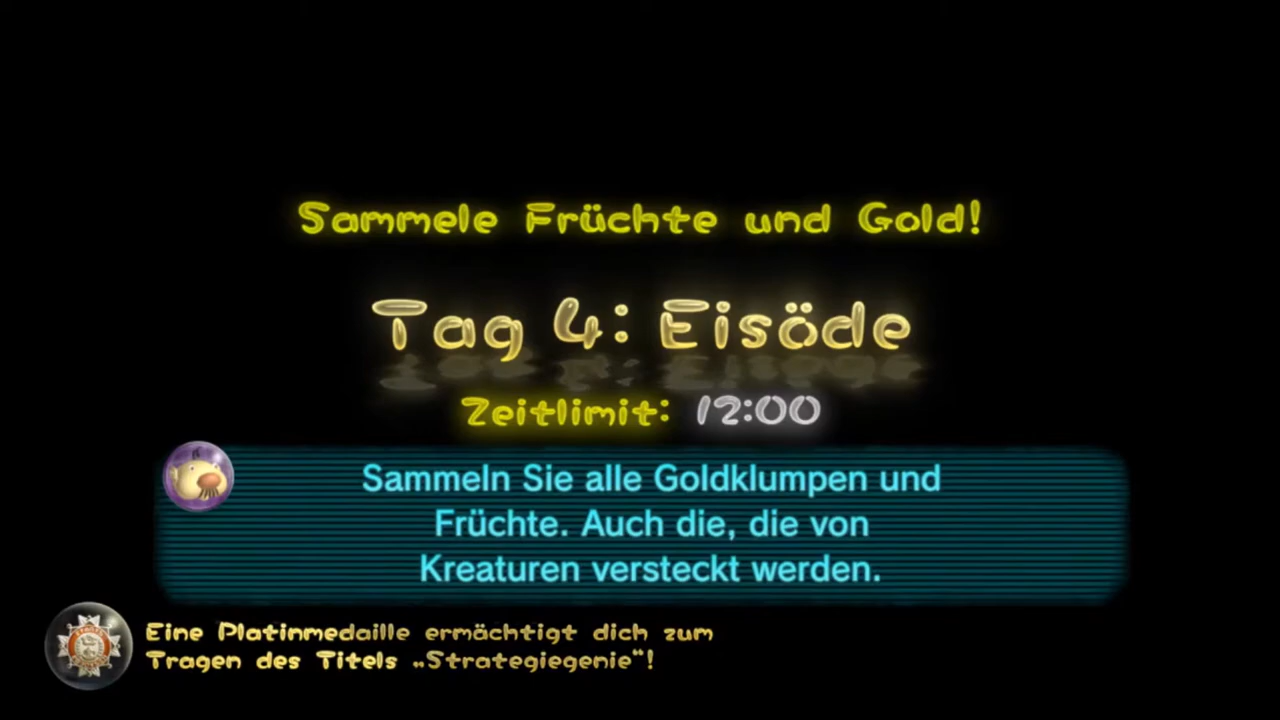 Sammele Früchte und Gold!
Tag 4: Eisöde
Zeitlimit: 12:00
Sammeln Sie alle Goldklumpen und
Früchte. Auch die, die von
Kreaturen versteckt werden.
Eine Platinmedaille ermächtigt dich zum
Tragen des Titels „Strategiegenie“!